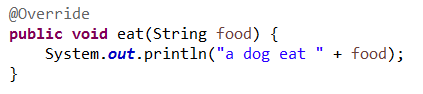 @Override
public void eat(String food) {
    System.out.println("a dog eat " + food);
}